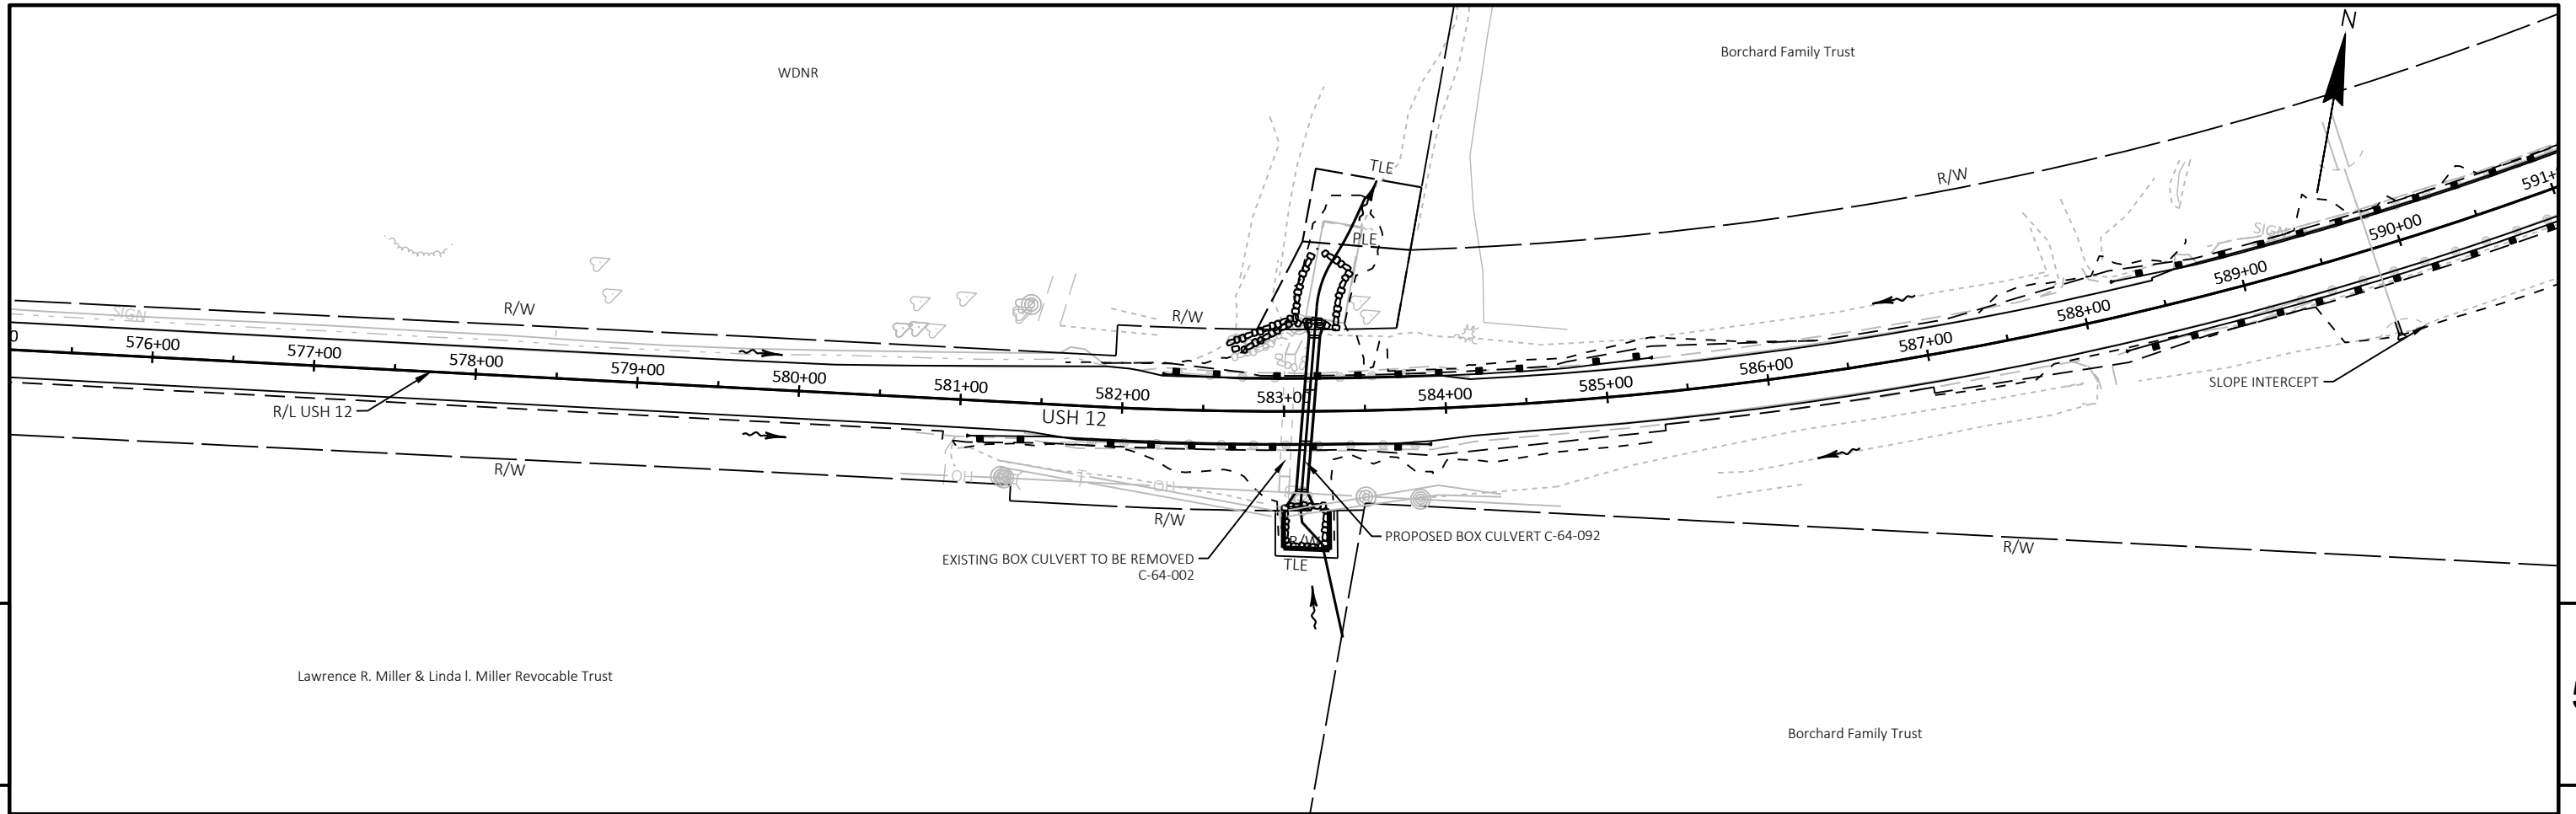 N
WDNR
Borchard Family Trust
TLE
R/W
PLE
591+
590+00
SIGN
589+00
R/W
SIGN
R/W
588+00
0
576+00
577+00
578+00
579+00
580+00
581+00
582+00
583+00
584+00
585+00
586+00
587+00
R/L USH 12
USH 12
SLOPE INTERCEPT
R/W
OH
T
OH
R/W
R/W
PROPOSED BOX CULVERT C-64-092
R/W
EXISTING BOX CULVERT TO BE REMOVED
C-64-002
TLE
Lawrence R. Miller & Linda l. Miller Revocable Trust
Borchard Family Trust